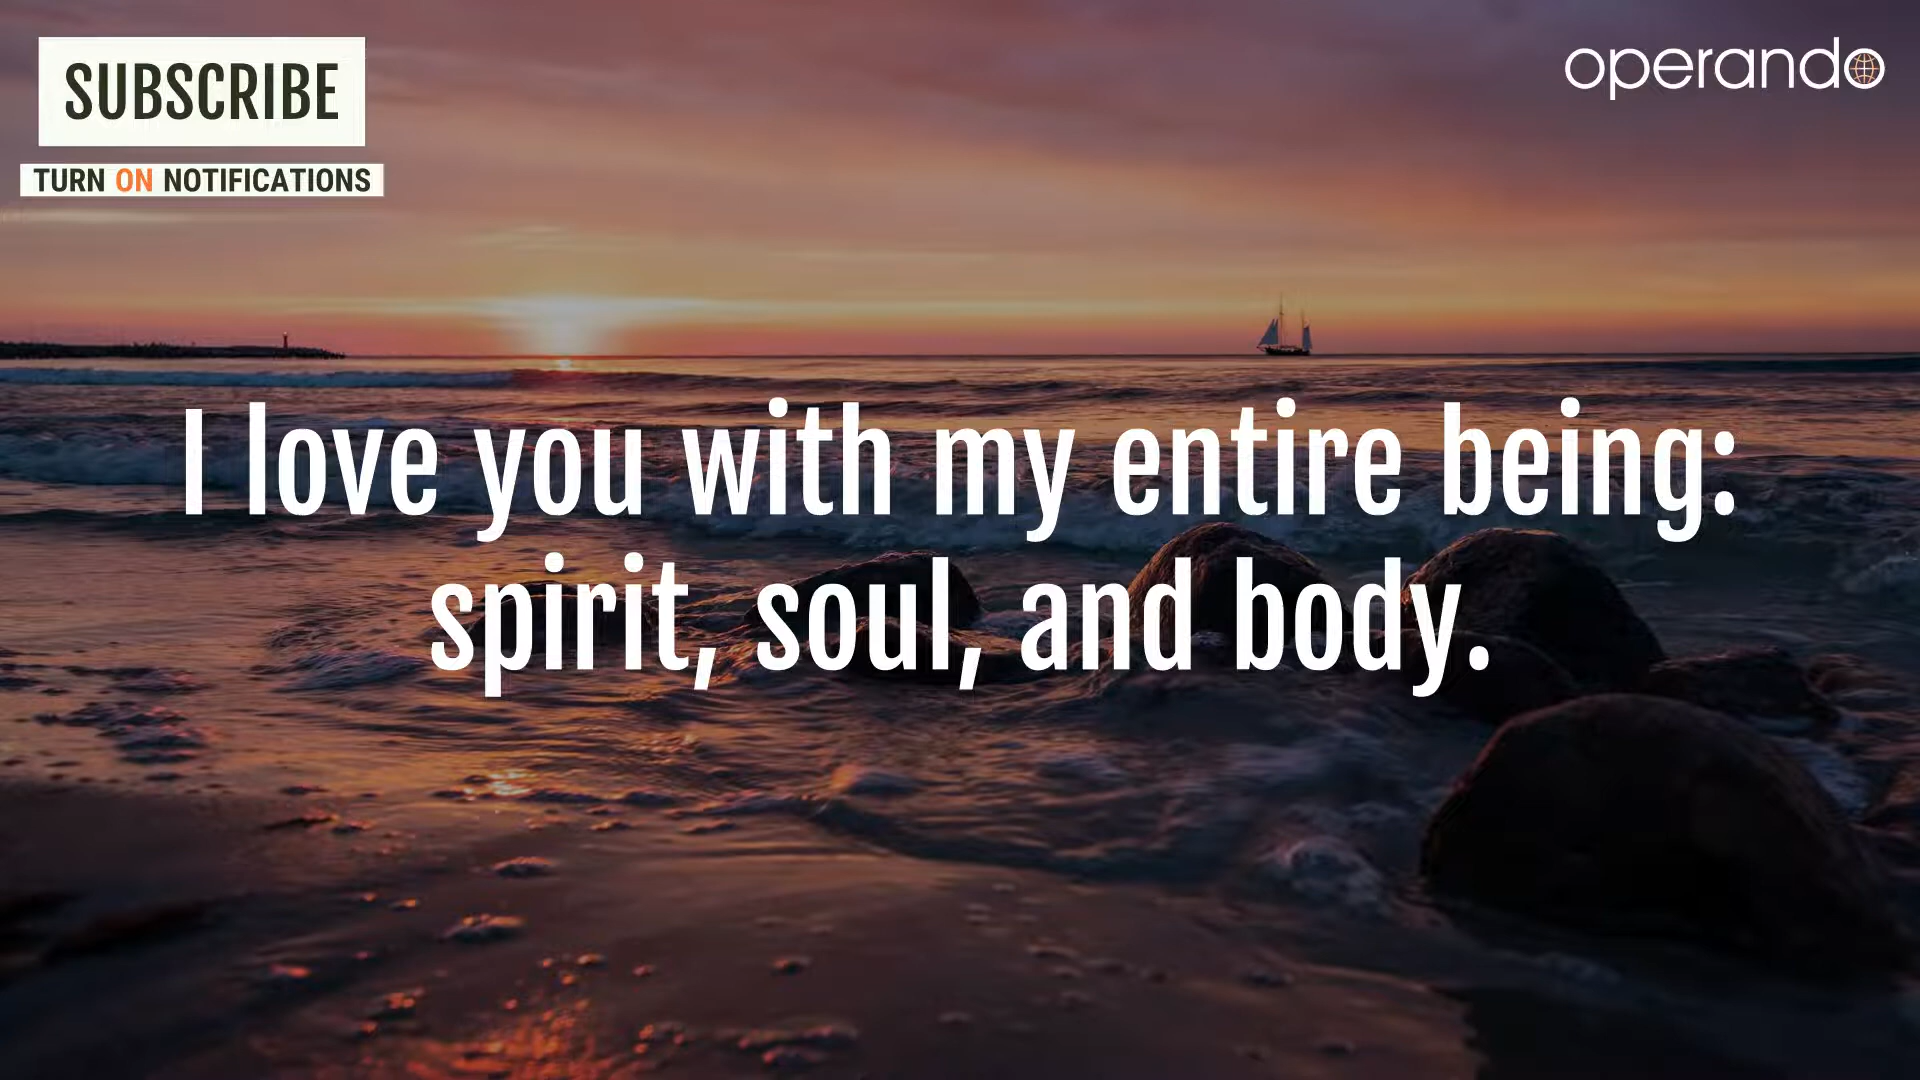 SUBSCRIBE
TURN ON NOTIFICATIONS
operando
I love you with my entire being:
spirit, soul, and body.